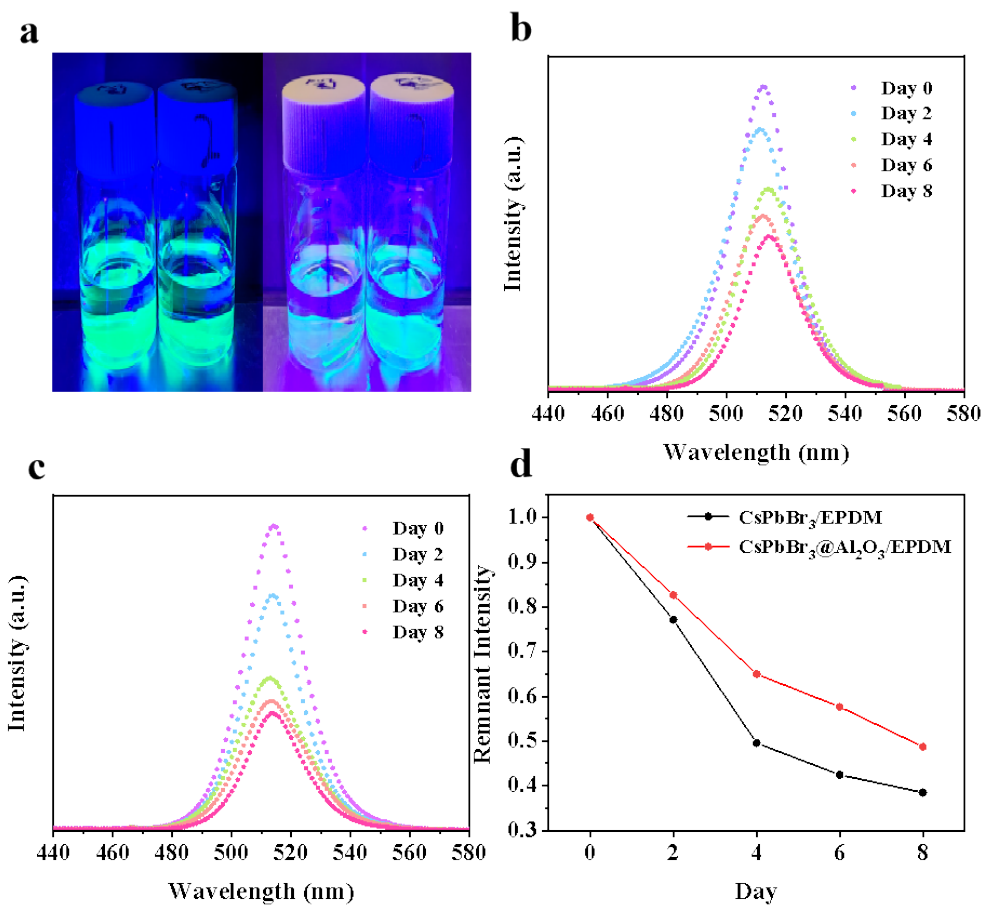 a
b
Intensity (a.u.)
Day 0
Day 2
Day 4
Day 6
Day 8
440 460 480 500 520 540 560 580
Wavelength (nm)
c
Intensity (a.u.)
Day 0
Day 2
Day 4
Day 6
Day 8
440 460 480 500 520 540 560 580
Wavelength (nm)
d
Remnant Intensity
1.0
0.9
0.8
0.7
0.6
0.5
0.4
0.3
CsPbBr₃/EPDM
CsPbBr₃@Al₂O₃/EPDM
0 2 4 6 8
Day